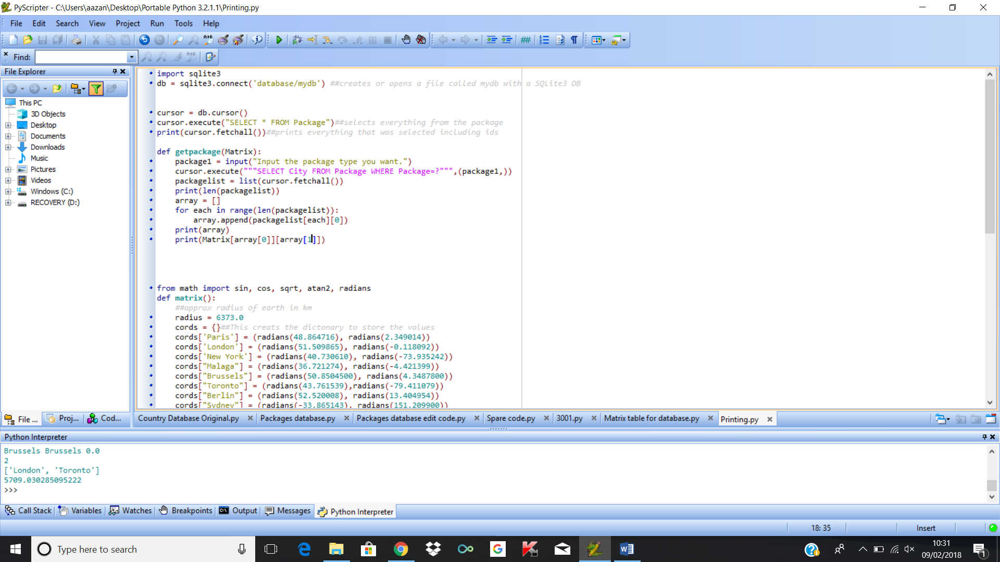 PyScripter - C:\Users\aazan\Desktop\Portable Python 3.2.1.1\Printing.py
File Edit Search View Project Run Tools Help
Find:
File Explorer
This PC
3D Objects
Desktop
Documents
Downloads
Music
Pictures
Videos
Windows (C:)
RECOVERY (D:)
File ... Proj... Cod...
import sqlite3
db = sqlite3.connect('database/mydb') ##creates or opens a file called mydb with a SQLite3 DB
cursor = db.cursor()
cursor.execute("SELECT * FROM Package")##selects everything from the package
print(cursor.fetchall())##prints everything that was selected including ids
def getpackage(Matrix):
package1 = input("Input the package type you want.")
cursor.execute("""SELECT City FROM Package WHERE Package=?""",(package1,))
packagelist = list(cursor.fetchall())
print(len(packagelist))
array = []
for each in range(len(packagelist)):
array.append(packagelist[each][0])
print(array)
print(Matrix[array[0]][array[1]])
from math import sin, cos, sqrt, atan2, radians
def matrix():
##approx radius of earth in km
radius = 6373.0
cords = {}##This creats the dictonary to store the values
cords['Paris'] = (radians(48.864716), radians(2.349014))
cords['London'] = (radians(51.509865), radians(-0.118092))
cords['New York'] = (radians(40.730610), radians(-73.935242))
cords["Malaga"] = (radians(36.721274), radians(-4.421399))
cords["Brussels"] = (radians(50.8504500), radians(4.3487800))
cords["Toronto"] = (radians(43.761539),radians(-79.411079))
cords["Berlin"] = (radians(52.520008), radians(13.404954))
cords["Sydney"] = (radians(-33.865143), radians(151.209900))
Country Database Original.py Packages database.py Packages database edit code.py Spare code.py 3001.py Matrix table for database.py Printing.py
Python Interpreter
Brussels Brussels 0.0
2
['London', 'Toronto']
5709.030285095222
>>>
Call Stack Variables Watches Breakpoints Output Messages Python Interpreter
18: 35 Insert
Type here to search
10:31
09/02/2018
1